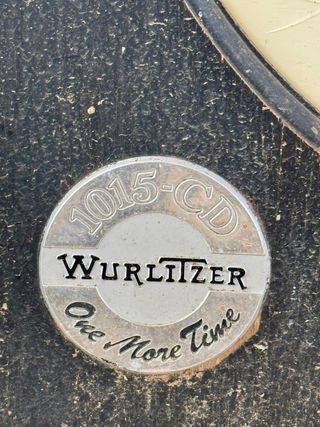 1015-CD
WURLITZER
One More Time